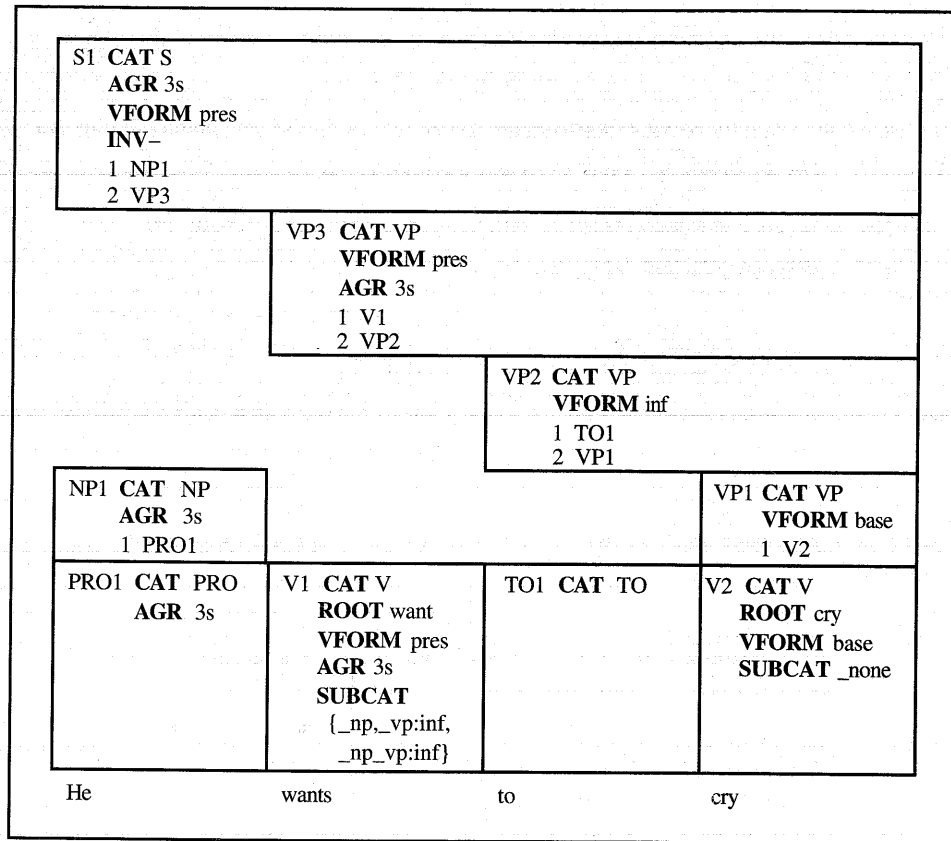 S1 CAT S
AGR 3s
VFORM pres
INV–
1 NP1
2 VP3
VP3 CAT VP
VFORM pres
AGR 3s
1 V1
2 VP2
VP2 CAT VP
VFORM inf
1 TO1
2 VP1
NP1 CAT NP
AGR 3s
1 PRO1
VP1 CAT VP
VFORM base
1 V2
PRO1 CAT PRO
AGR 3s
V1 CAT V
ROOT want
VFORM pres
AGR 3s
SUBCAT
{_np,_vp:inf,
_np_vp:inf}
TO1 CAT TO
V2 CAT V
ROOT cry
VFORM base
SUBCAT _none
He wants to cry